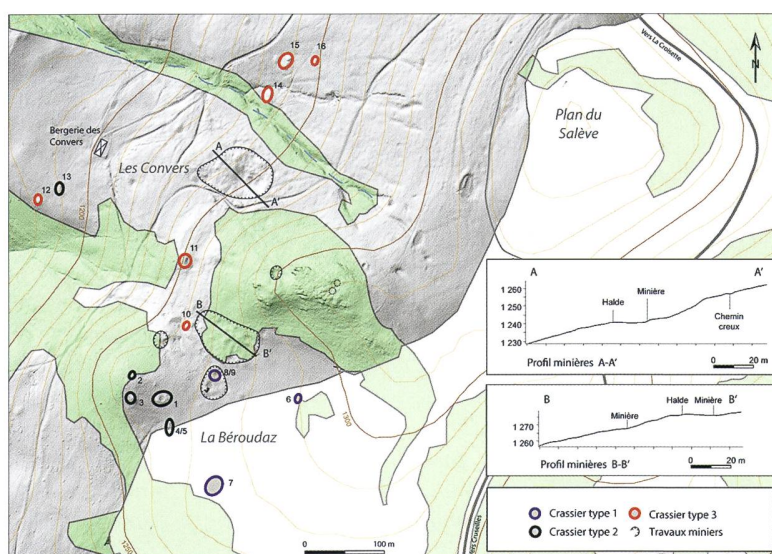 15
16
Vers La Croisette
N
14
Plan du
Salève
Bergerie des
Convers
A
Les Convers
13
12
A'
1200
11
10
B
B'
2
8/9
3
1
6
4/5
1300
La Béroudaz
7
1250
0
100 m
Vers Cruseilles
A
A'
1 260
1 250
1 240
1 230
Halde
Minière
Chemin
creux
0
20 m
Profil minières A-A'
B
B'
1 270
1 260
Minière
Halde
Minière
0
20 m
Profil minières B-B'
Crassier type 1
Crassier type 3
Crassier type 2
Travaux miniers